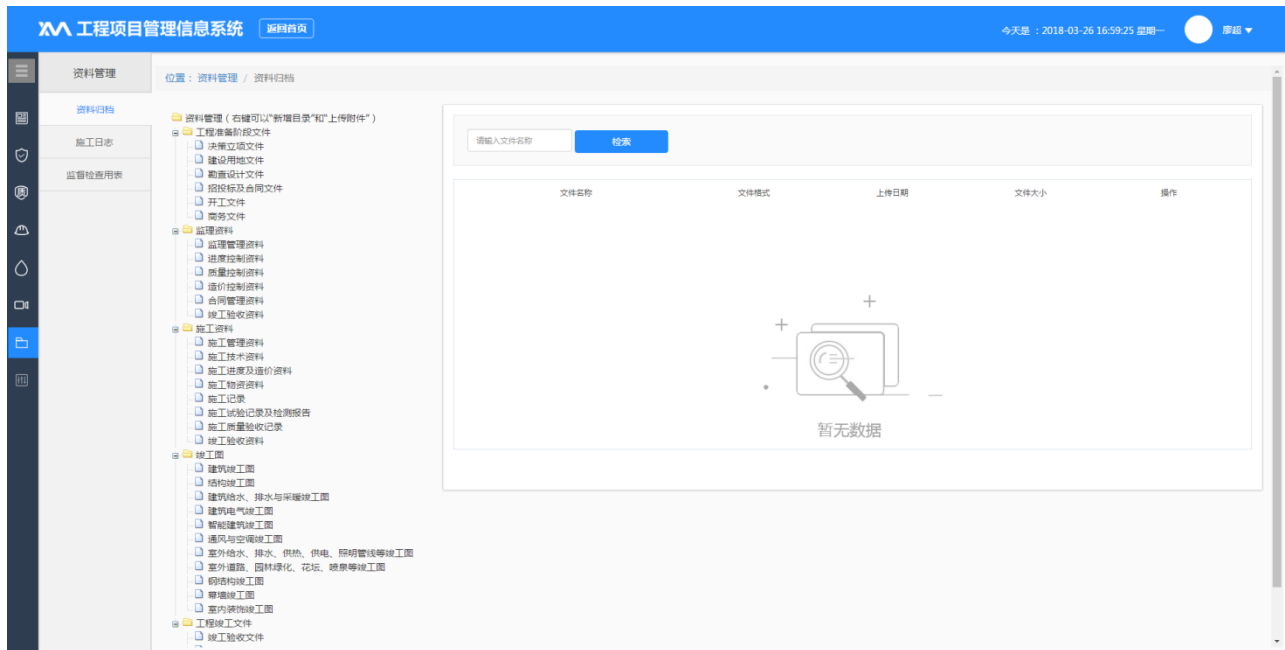 工程项目管理信息系统 返回首页 今天是 ：2018-03-26 16:59:25 星期一 廖超
资料管理
位置： 资料管理 / 资料归档
资料归档
施工日志
监督检查用表
资料管理（右键可以"新增目录"和"上传附件"）
工程准备阶段文件
决策立项文件
建设用地文件
勘查设计文件
招投标及合同文件
开工文件
商务文件
监理资料
监理管理资料
进度控制资料
质量控制资料
造价控制资料
合同管理资料
竣工验收资料
施工资料
施工管理资料
施工技术资料
施工进度及造价资料
施工物资资料
施工记录
施工试验记录及检测报告
施工质量验收记录
竣工验收资料
竣工图
建筑竣工图
结构竣工图
建筑给水、排水与采暖竣工图
建筑电气竣工图
智能建筑竣工图
通风与空调竣工图
室外给水、排水、供热、供电、照明管线等竣工图
室外道路、园林绿化、花坛、喷泉等竣工图
钢结构竣工图
幕墙竣工图
室内装饰竣工图
工程竣工文件
竣工验收文件
请输入文件名称 检索
文件名称 文件格式 上传日期 文件大小 操作
暂无数据